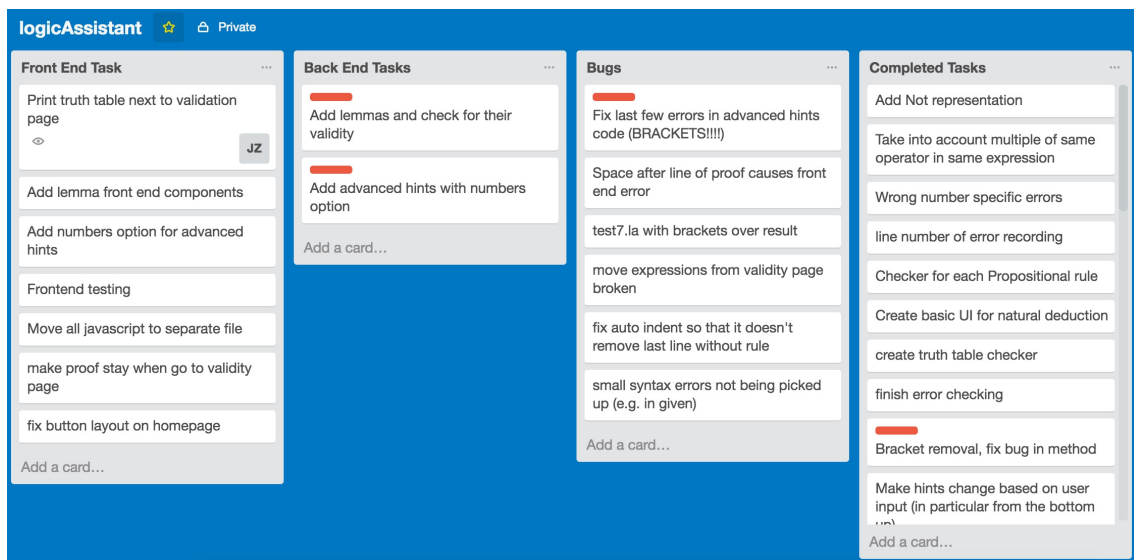 logicAssistant
Private
Front End Task
Print truth table next to validation
page
JZ
Add lemma front end components
Add numbers option for advanced
hints
Frontend testing
Move all javascript to separate file
make proof stay when go to validity
page
fix button layout on homepage
Add a card…
Back End Tasks
Add lemmas and check for their
validity
Add advanced hints with numbers
option
Add a card…
Bugs
Fix last few errors in advanced hints
code (BRACKETS!!!!)
Space after line of proof causes front
end error
test7.la with brackets over result
move expressions from validity page
broken
fix auto indent so that it doesn't
remove last line without rule
small syntax errors not being picked
up (e.g. in given)
Add a card…
Completed Tasks
Add Not representation
Take into account multiple of same
operator in same expression
Wrong number specific errors
line number of error recording
Checker for each Propositional rule
Create basic UI for natural deduction
create truth table checker
finish error checking
Bracket removal, fix bug in method
Make hints change based on user
input (in particular from the bottom
up)
Add a card…